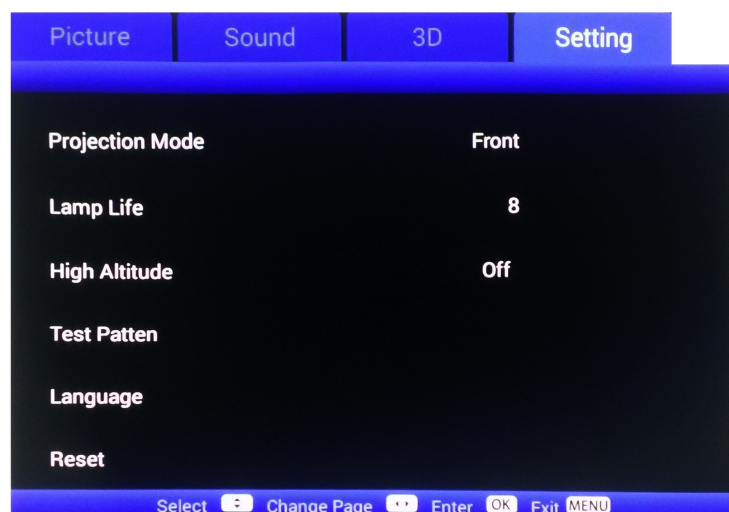 Picture Sound 3D Setting
Projection Mode Front
Lamp Life 8
High Altitude Off
Test Patten
Language
Reset
Select Change Page Enter OK Exit MENU